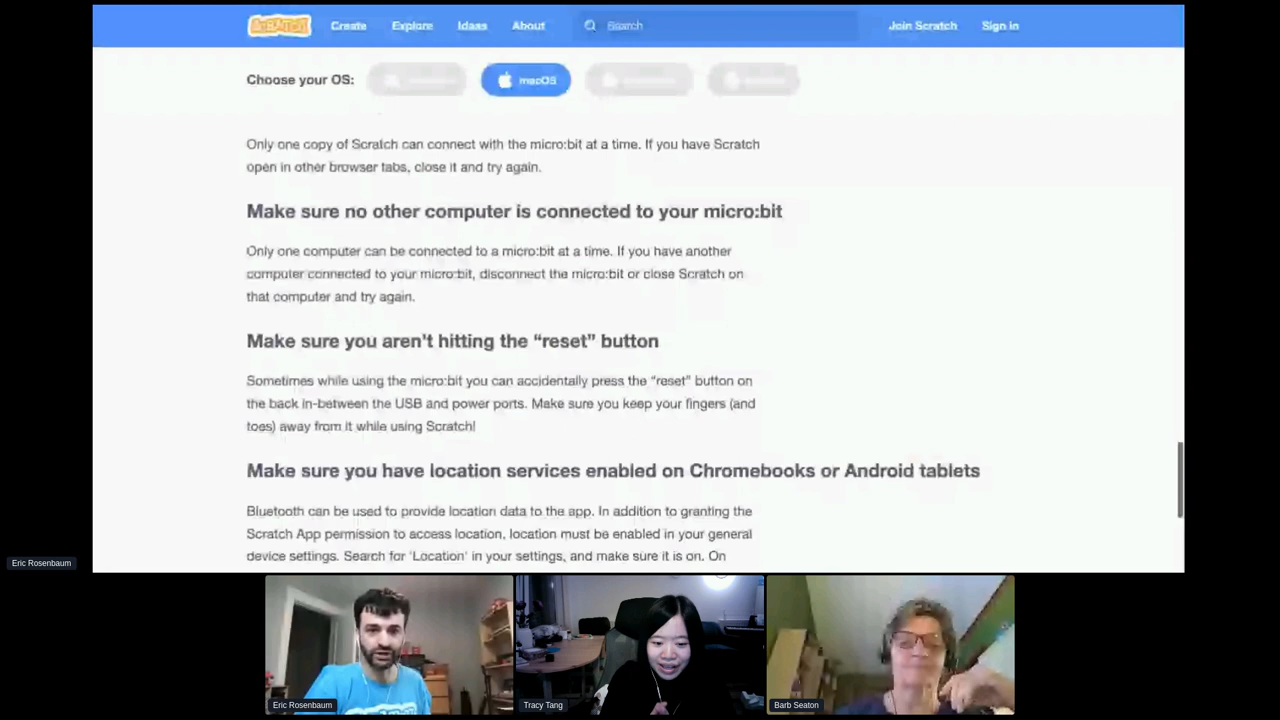 SCRATCH
Create
Explore
Ideas
About
Search
Join Scratch
Sign in
Choose your OS:
macOS
Only one copy of Scratch can connect with the micro:bit at a time. If you have Scratch
open in other browser tabs, close it and try again.
Make sure no other computer is connected to your micro:bit
Only one computer can be connected to a micro:bit at a time. If you have another
computer connected to your micro:bit, disconnect the micro:bit or close Scratch on
that computer and try again.
Make sure you aren’t hitting the “reset” button
Sometimes while using the micro:bit you can accidentally press the “reset” button on
the back in-between the USB and power ports. Make sure you keep your fingers (and
toes) away from it while using Scratch!
Make sure you have location services enabled on Chromebooks or Android tablets
Bluetooth can be used to provide location data to the app. In addition to granting the
Scratch App permission to access location, location must be enabled in your general
device settings. Search for ‘Location’ in your settings, and make sure it is on. On
Eric Rosenbaum
Eric Rosenbaum
Tracy Tang
Barb Seaton